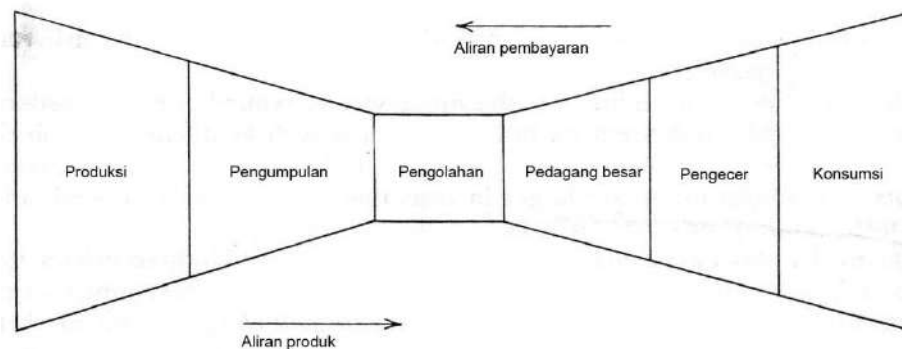 Aliran pembayaran
Produksi
Pengumpulan
Pengolahan
Pedagang besar
Pengecer
Konsumsi
Aliran produk